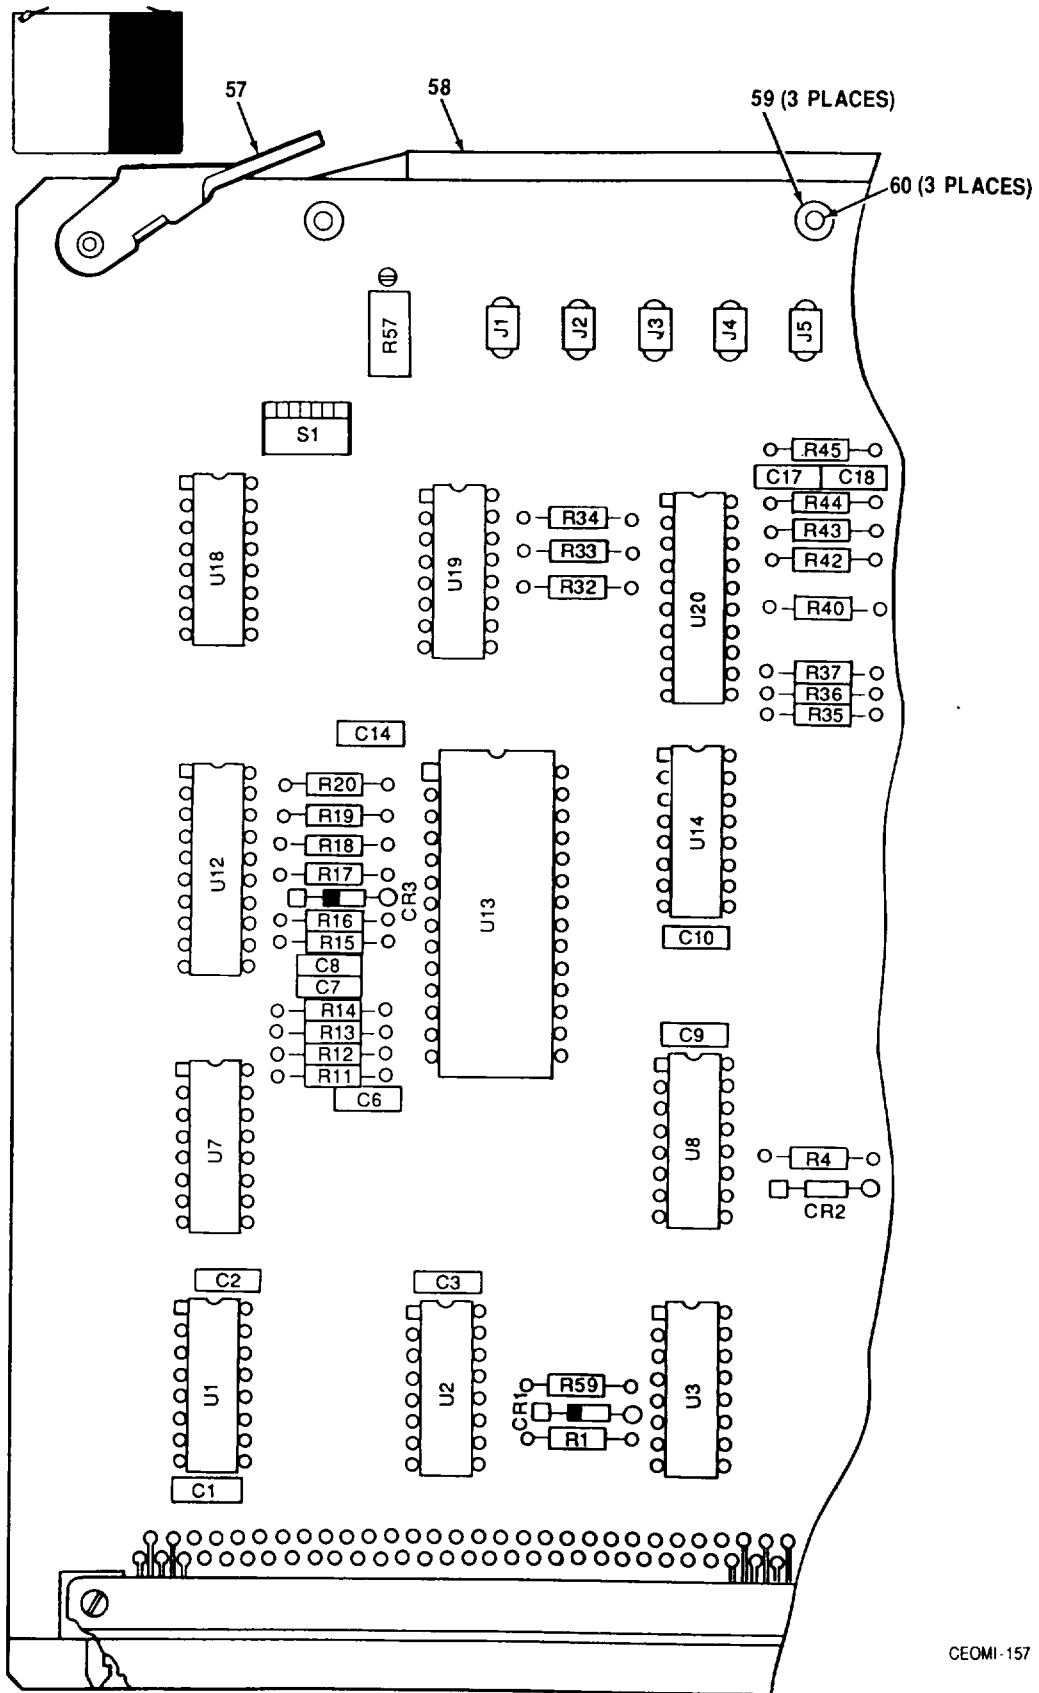 57
58
59 (3 PLACES)
60 (3 PLACES)
R57
J1
J2
J3
J4
J5
S1
R45
C17
C18
R44
R43
R42
R40
R37
R36
R35
U18
U19
R34
R33
R32
U20
C14
R20
R19
R18
R17
CR3
R16
R15
C8
C7
R14
R13
R12
R11
C6
U12
U13
U14
C10
C9
U7
U8
R4
CR2
C2
C3
U1
U2
CR1
R59
R1
U3
C1
CEOMI-157